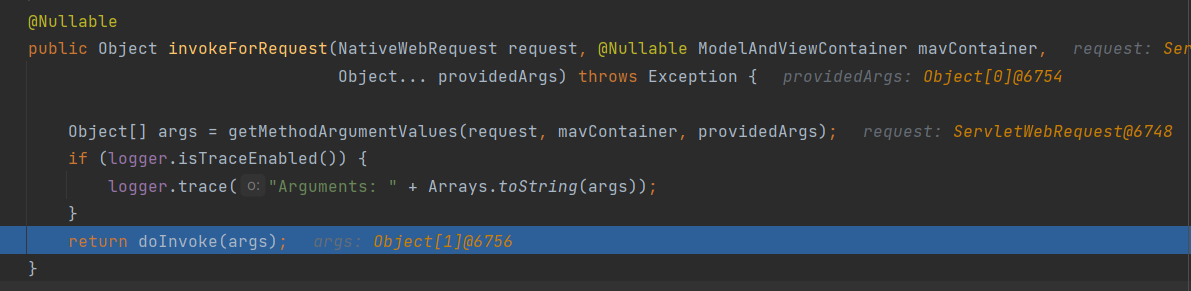 @Nullable
public Object invokeForRequest(NativeWebRequest request, @Nullable ModelAndViewContainer mavContainer,   request: Ser
Object... providedArgs) throws Exception {   providedArgs: Object[0]@6754
Object[] args = getMethodArgumentValues(request, mavContainer, providedArgs);   request: ServletWebRequest@6748
if (logger.isTraceEnabled()) {
logger.trace( o: "Arguments: " + Arrays.toString(args));
}
return doInvoke(args);   args: Object[1]@6756
}